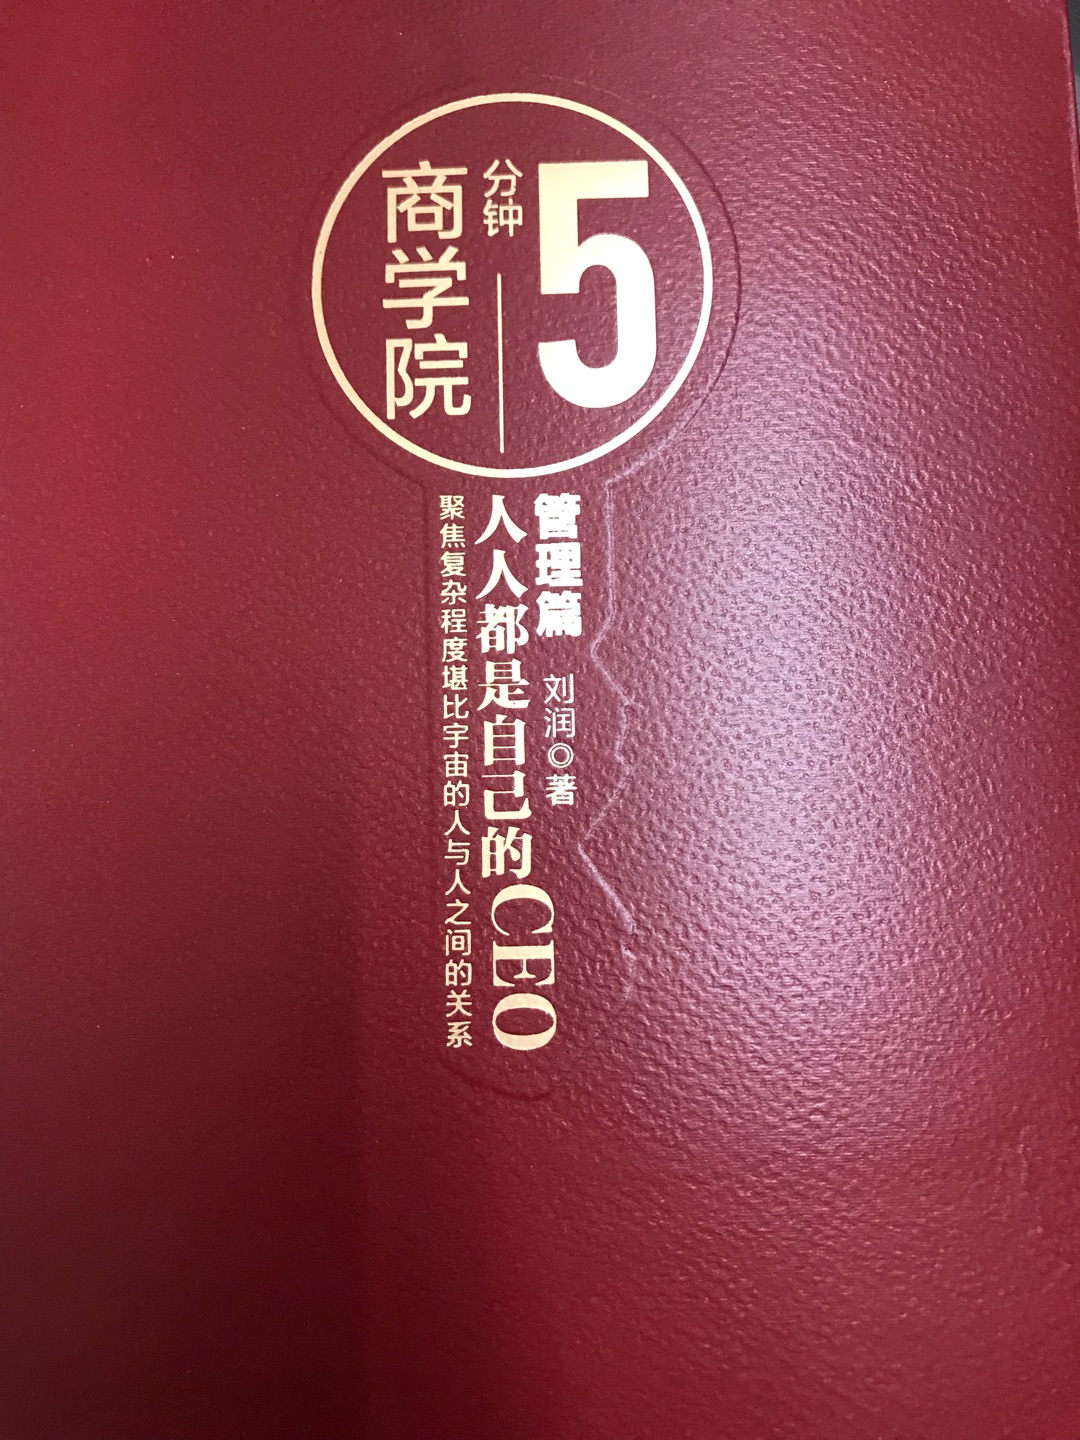 5
分钟
商学院
管理篇
刘润◎著
人人都是自己的CEO
聚焦复杂程度堪比宇宙的人与人之间的关系